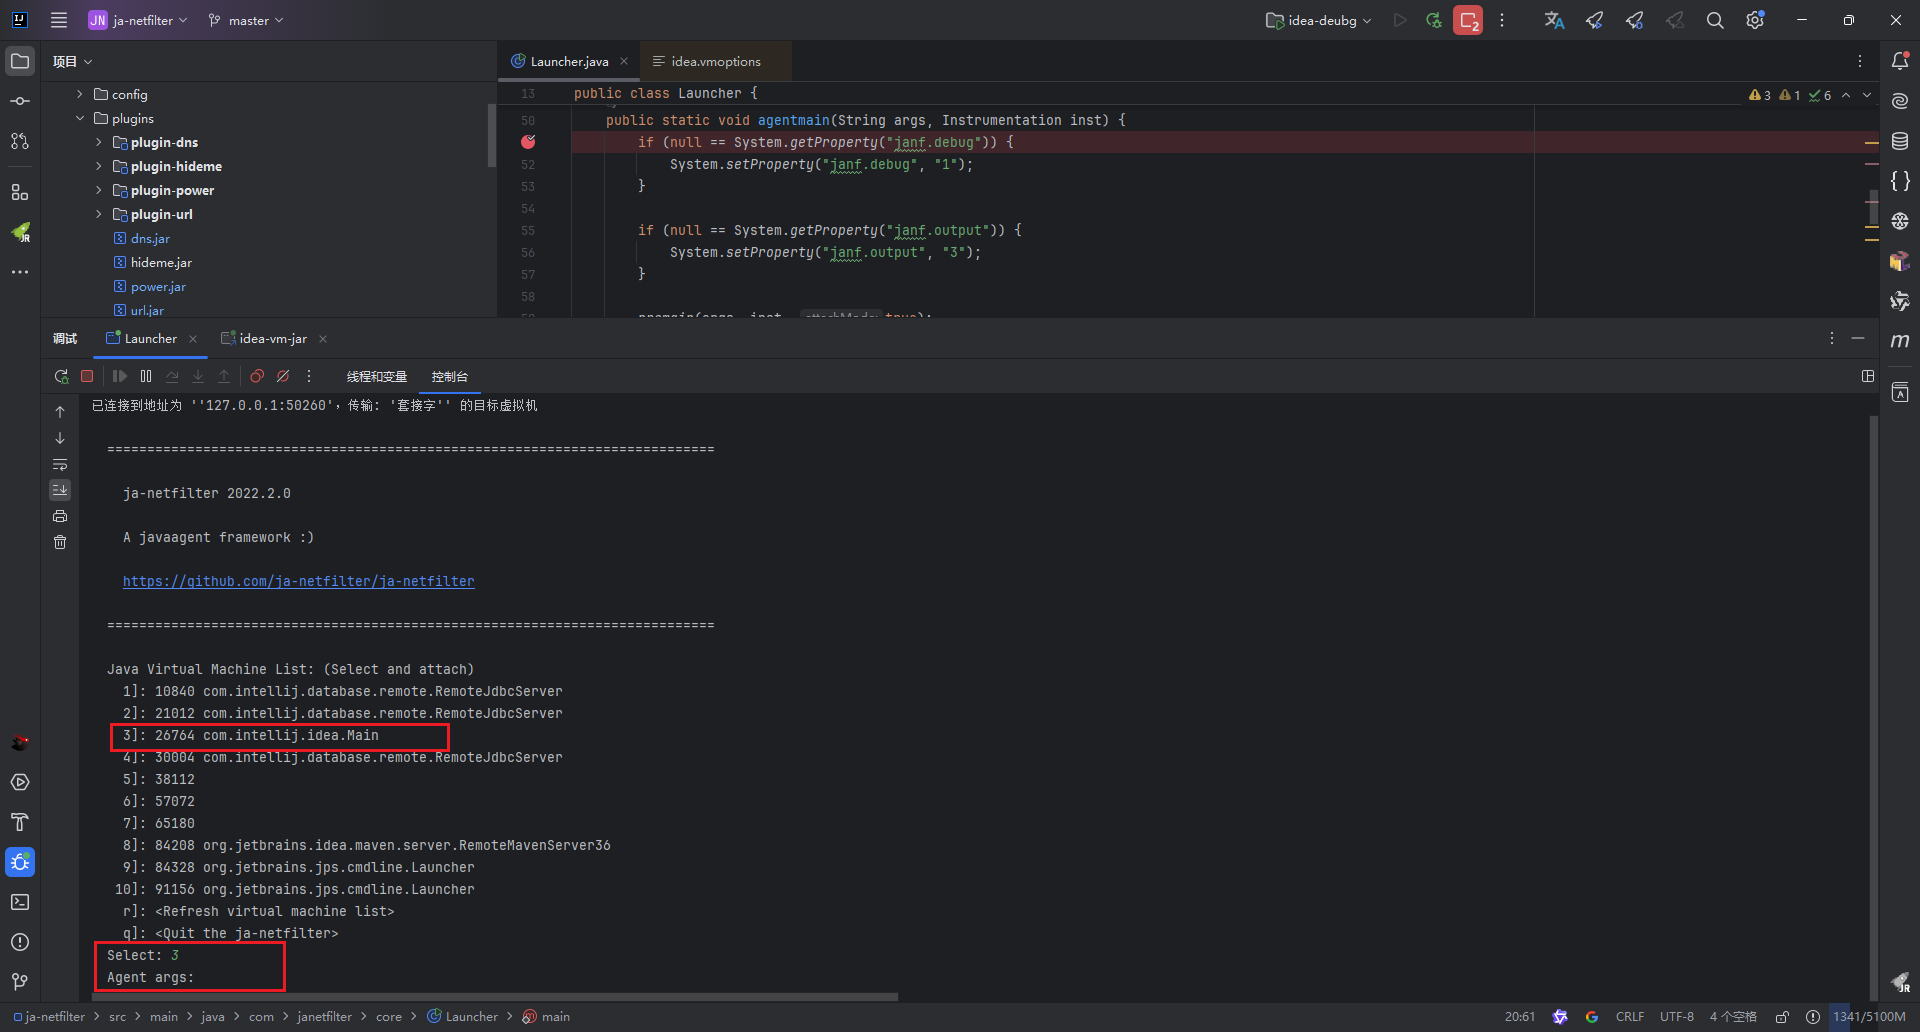 JN ja-netfilter master idea-deubg 2
项目
config
plugins
plugin-dns
plugin-hideme
plugin-power
plugin-url
dns.jar
hideme.jar
power.jar
url.jar
Launcher.java idea.vmoptions
13 public class Launcher { 3 1 6
50 public static void agentmain(String args, Instrumentation inst) {
if (null == System.getProperty("janf.debug")) {
52 System.setProperty("janf.debug", "1");
53 }
54
55 if (null == System.getProperty("janf.output")) {
56 System.setProperty("janf.output", "3");
57 }
58
调试 Launcher idea-vm-jar
线程和变量 控制台
已连接到地址为 ''127.0.0.1:50260'，传输: '套接字'' 的目标虚拟机
============================================================================
ja-netfilter 2022.2.0
A javaagent framework :)
https://github.com/ja-netfilter/ja-netfilter
============================================================================
Java Virtual Machine List: (Select and attach)
1]: 10840 com.intellij.database.remote.RemoteJdbcServer
2]: 21012 com.intellij.database.remote.RemoteJdbcServer
3]: 26764 com.intellij.idea.Main
4]: 30004 com.intellij.database.remote.RemoteJdbcServer
5]: 38112
6]: 57072
7]: 65180
8]: 84208 org.jetbrains.idea.maven.server.RemoteMavenServer36
9]: 84328 org.jetbrains.jps.cmdline.Launcher
10]: 91156 org.jetbrains.jps.cmdline.Launcher
r]: <Refresh virtual machine list>
q]: <Quit the ja-netfilter>
Select: 3
Agent args:
ja-netfilter > src > main > java > com > janetfilter > core > Launcher > main 20:61 CRLF UTF-8 4 个空格 1341/5100M